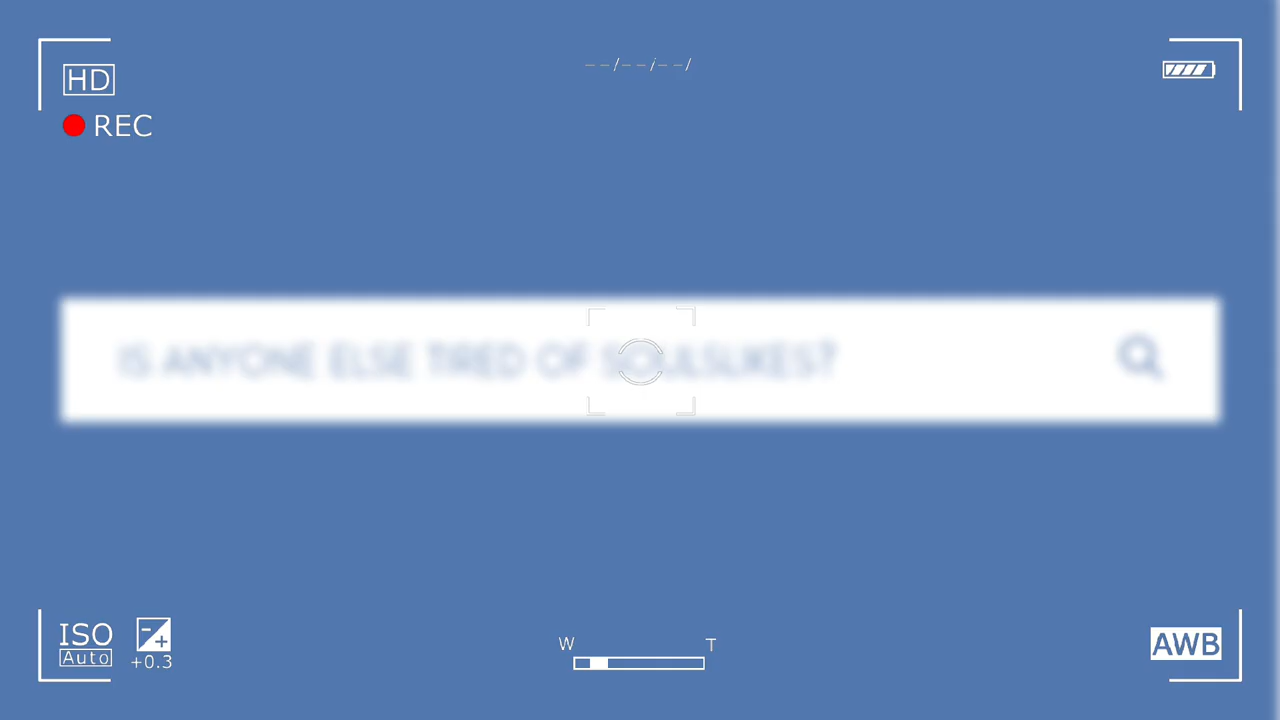 --/--/--/
HD
REC
IS ANYONE ELSE TIRED OF SOULSLIKES?
W T
ISO
Auto
+0.3
AWB